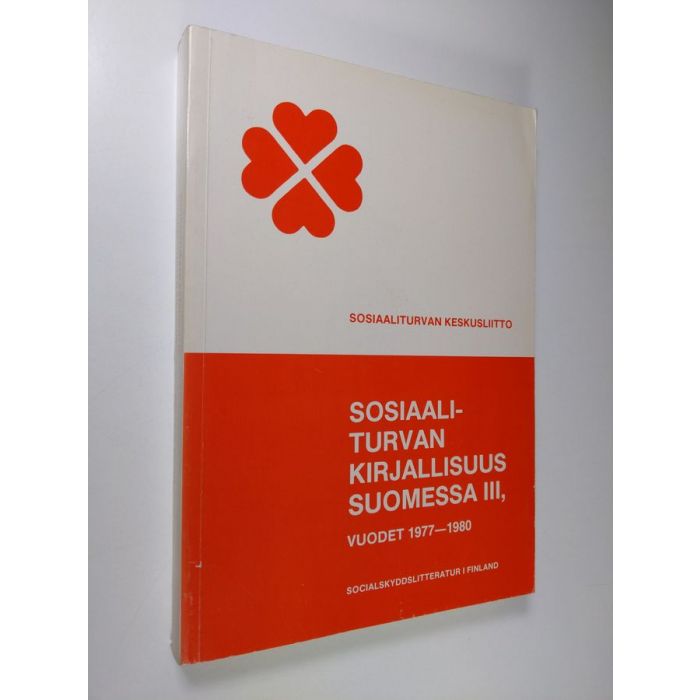 SOSIAALITURVAN KESKUSLIITTO
SOSIAALI-
TURVAN
KIRJALLISUUS
SUOMESSA III,
VUODET 1977—1980
SOCIALSKYDDSLITTERATUR I FINLAND